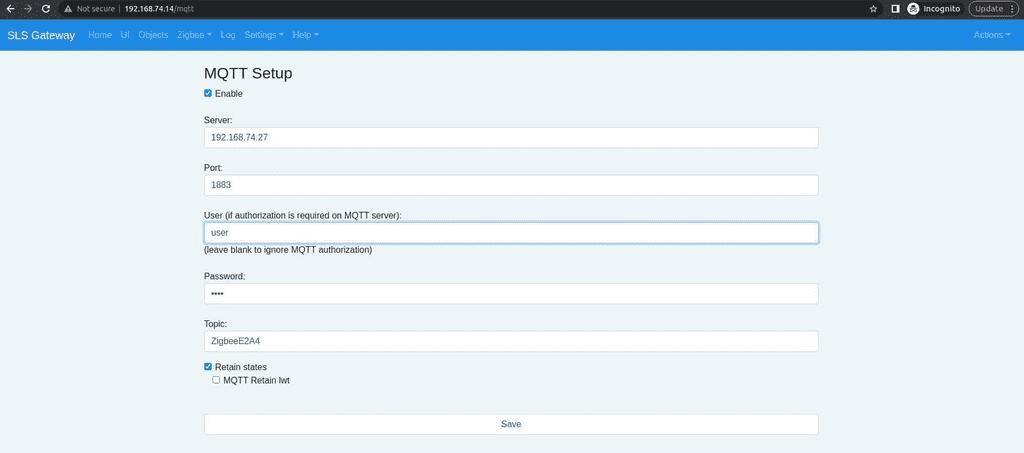 Not secure | 192.168.74.14/mqtt Incognito Update
SLS Gateway Home UI Objects Zigbee Log Settings Help Actions
MQTT Setup
Enable
Server:
192.168.74.27
Port:
1883
User (if authorization is required on MQTT server):
user
(leave blank to ignore MQTT authorization)
Password:
••••
Topic:
ZigbeeE2A4
Retain states
MQTT Retain lwt
Save